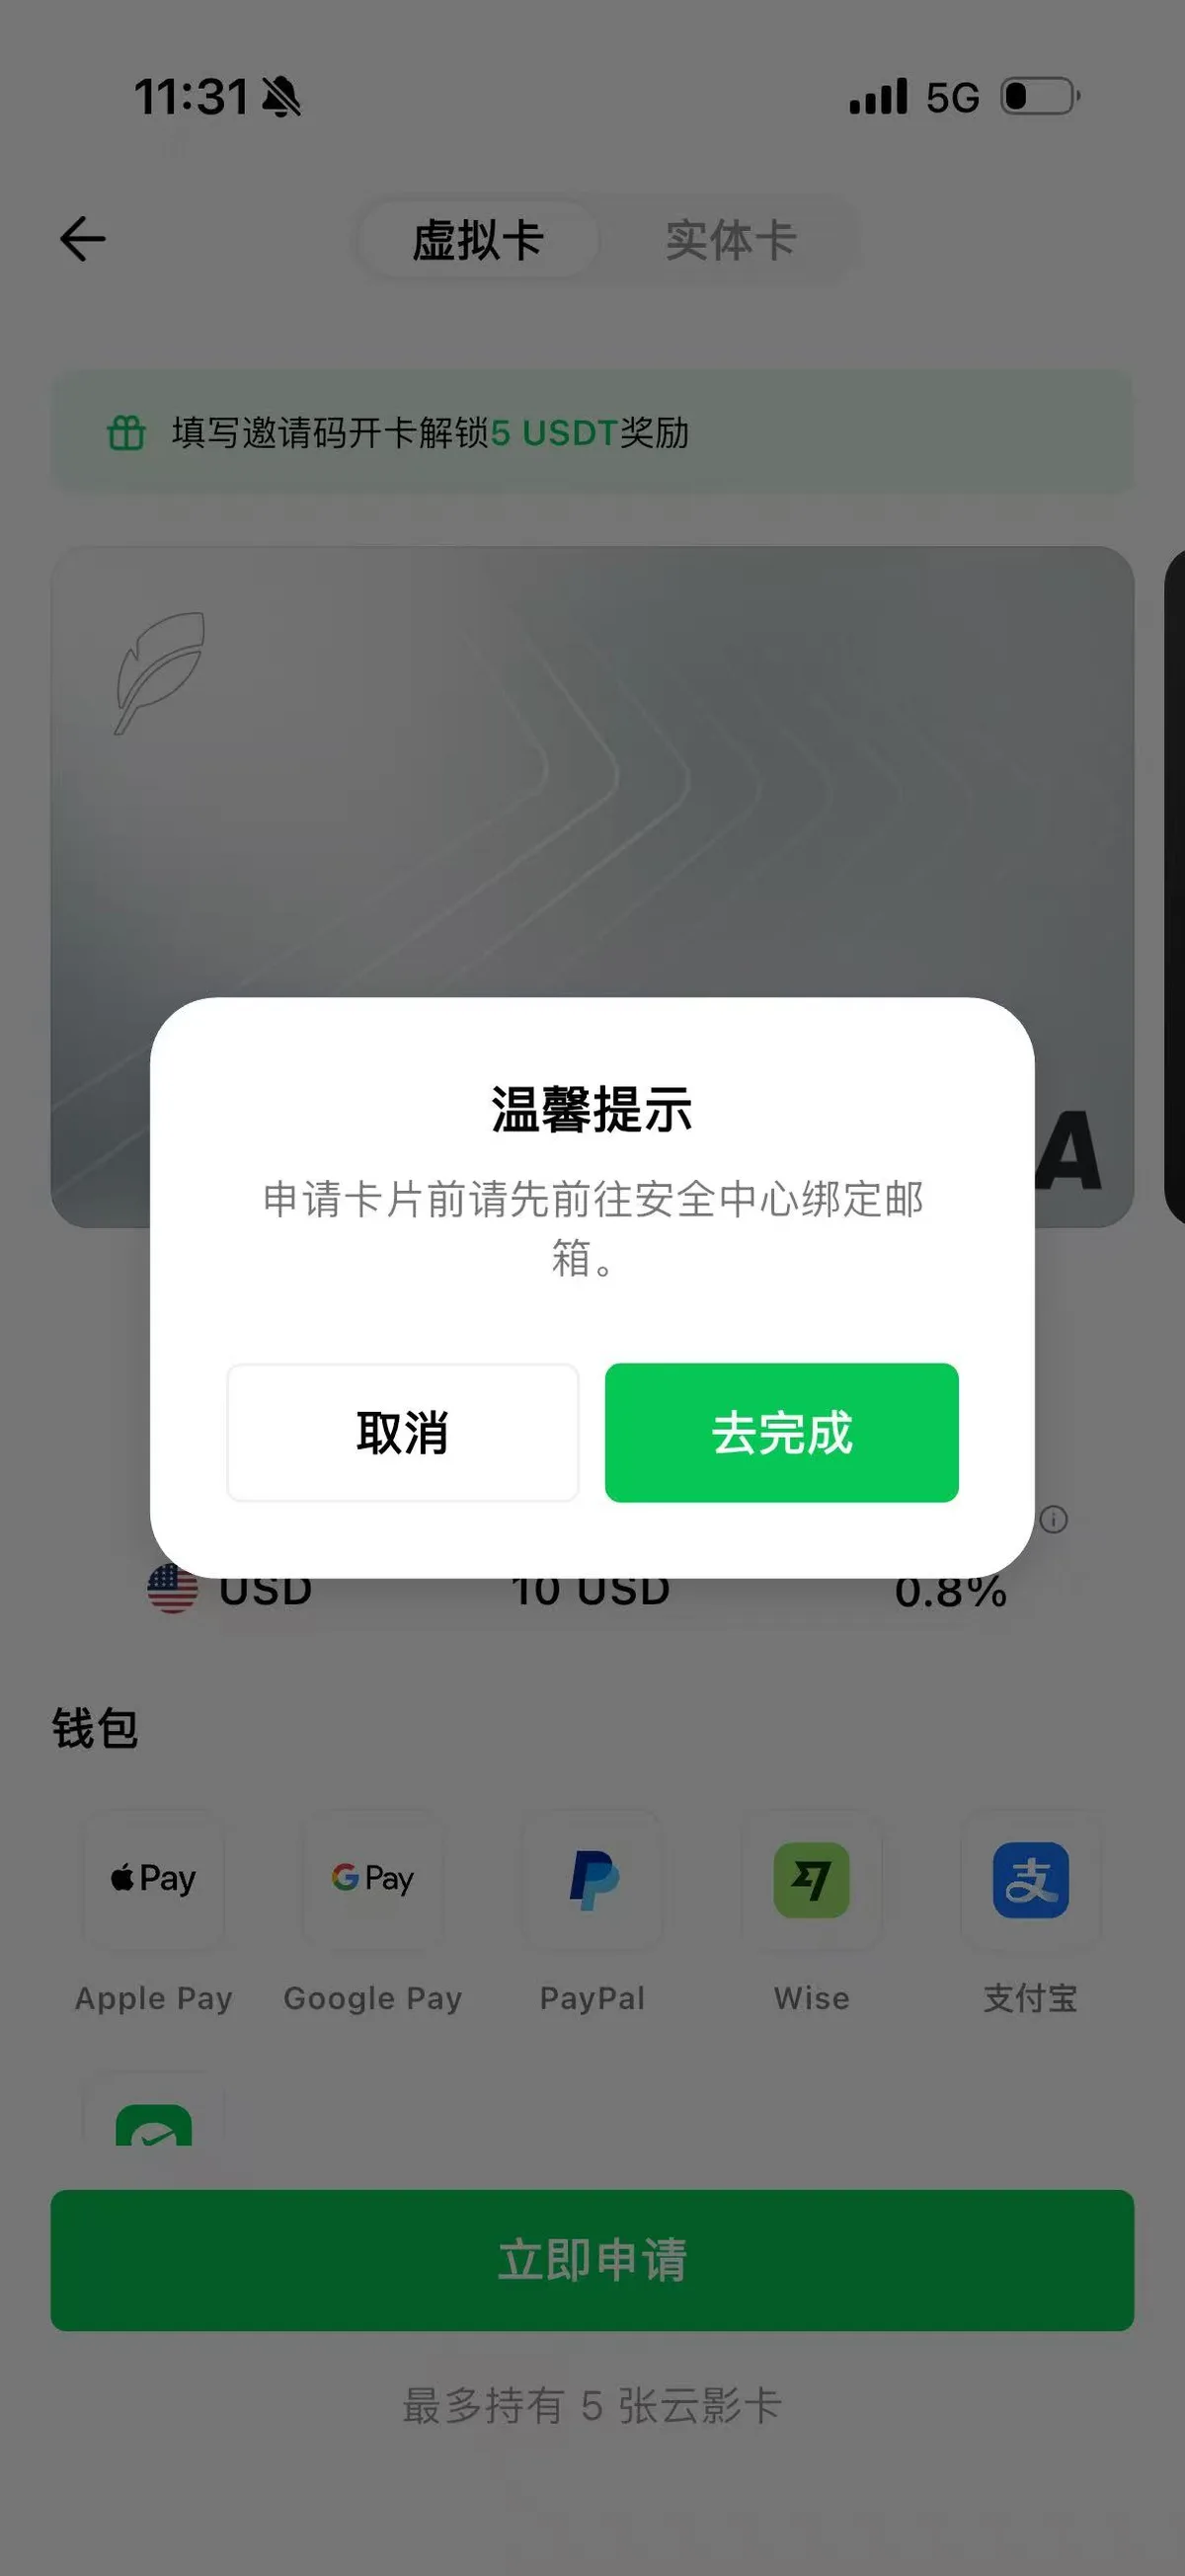 11:31
5G
虚拟卡
实体卡
填写邀请码开卡解锁5 USDT奖励
A
温馨提示
申请卡片前请先前往安全中心绑定邮
箱。
取消
去完成
USD
10 USD
0.8%
钱包
Pay
G Pay
支
Apple Pay
Google Pay
PayPal
Wise
支付宝
立即申请
最多持有 5 张云影卡